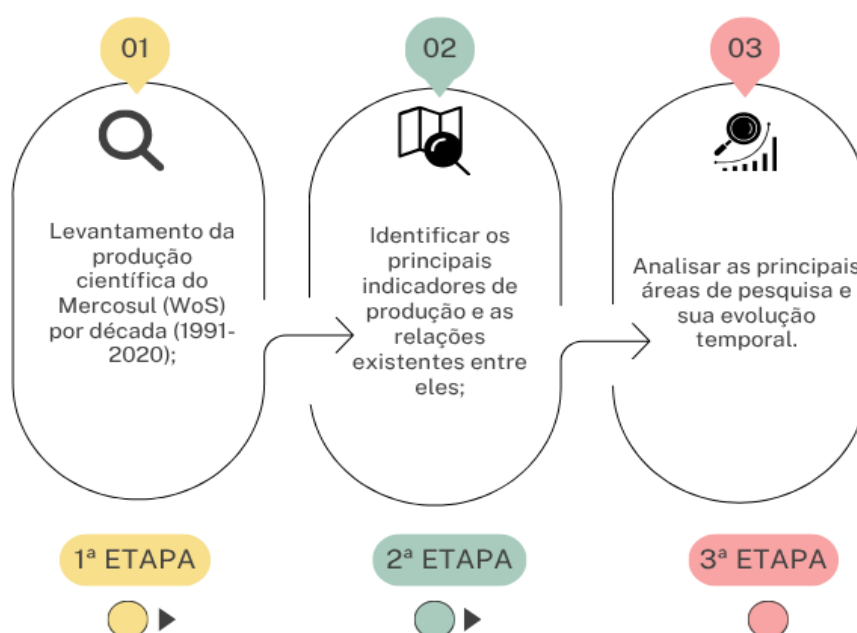 01
Levantamento da
produção
científica do
Mercosul (WoS)
por década (1991-
2020);
1ª ETAPA
02
Identificar os
principais
indicadores de
produção e as
relações
existentes entre
eles;
2ª ETAPA
03
Analisar as principais
áreas de pesquisa e
sua evolução
temporal.
3ª ETAPA